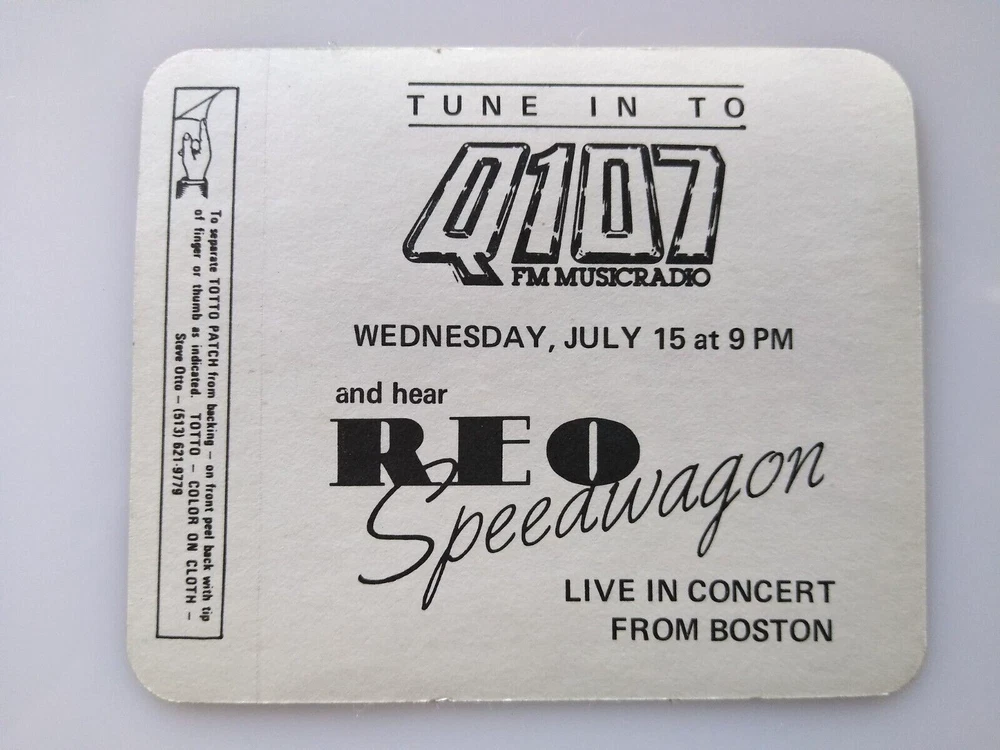 TUNE IN TO
Q107
FM MUSICRADIO
WEDNESDAY, JULY 15 at 9 PM
and hear
REO
Speedwagon
LIVE IN CONCERT
FROM BOSTON
To separate TOTTO PATCH from backing – on front peel back with tip
of finger or thumb as indicated. TOTTO – COLOR ON CLOTH –
Steve Otto – (513) 621-9779